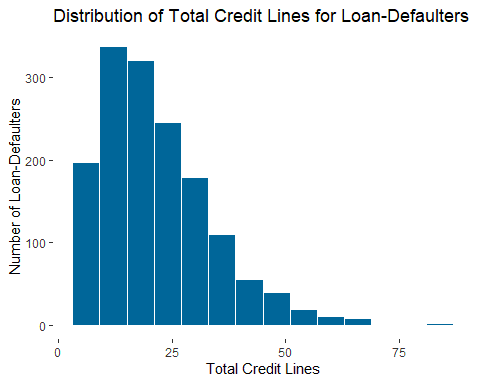 Distribution of Total Credit Lines for Loan-Defaulters
Number of Loan-Defaulters
300
200
100
0
0 25 50 75
Total Credit Lines